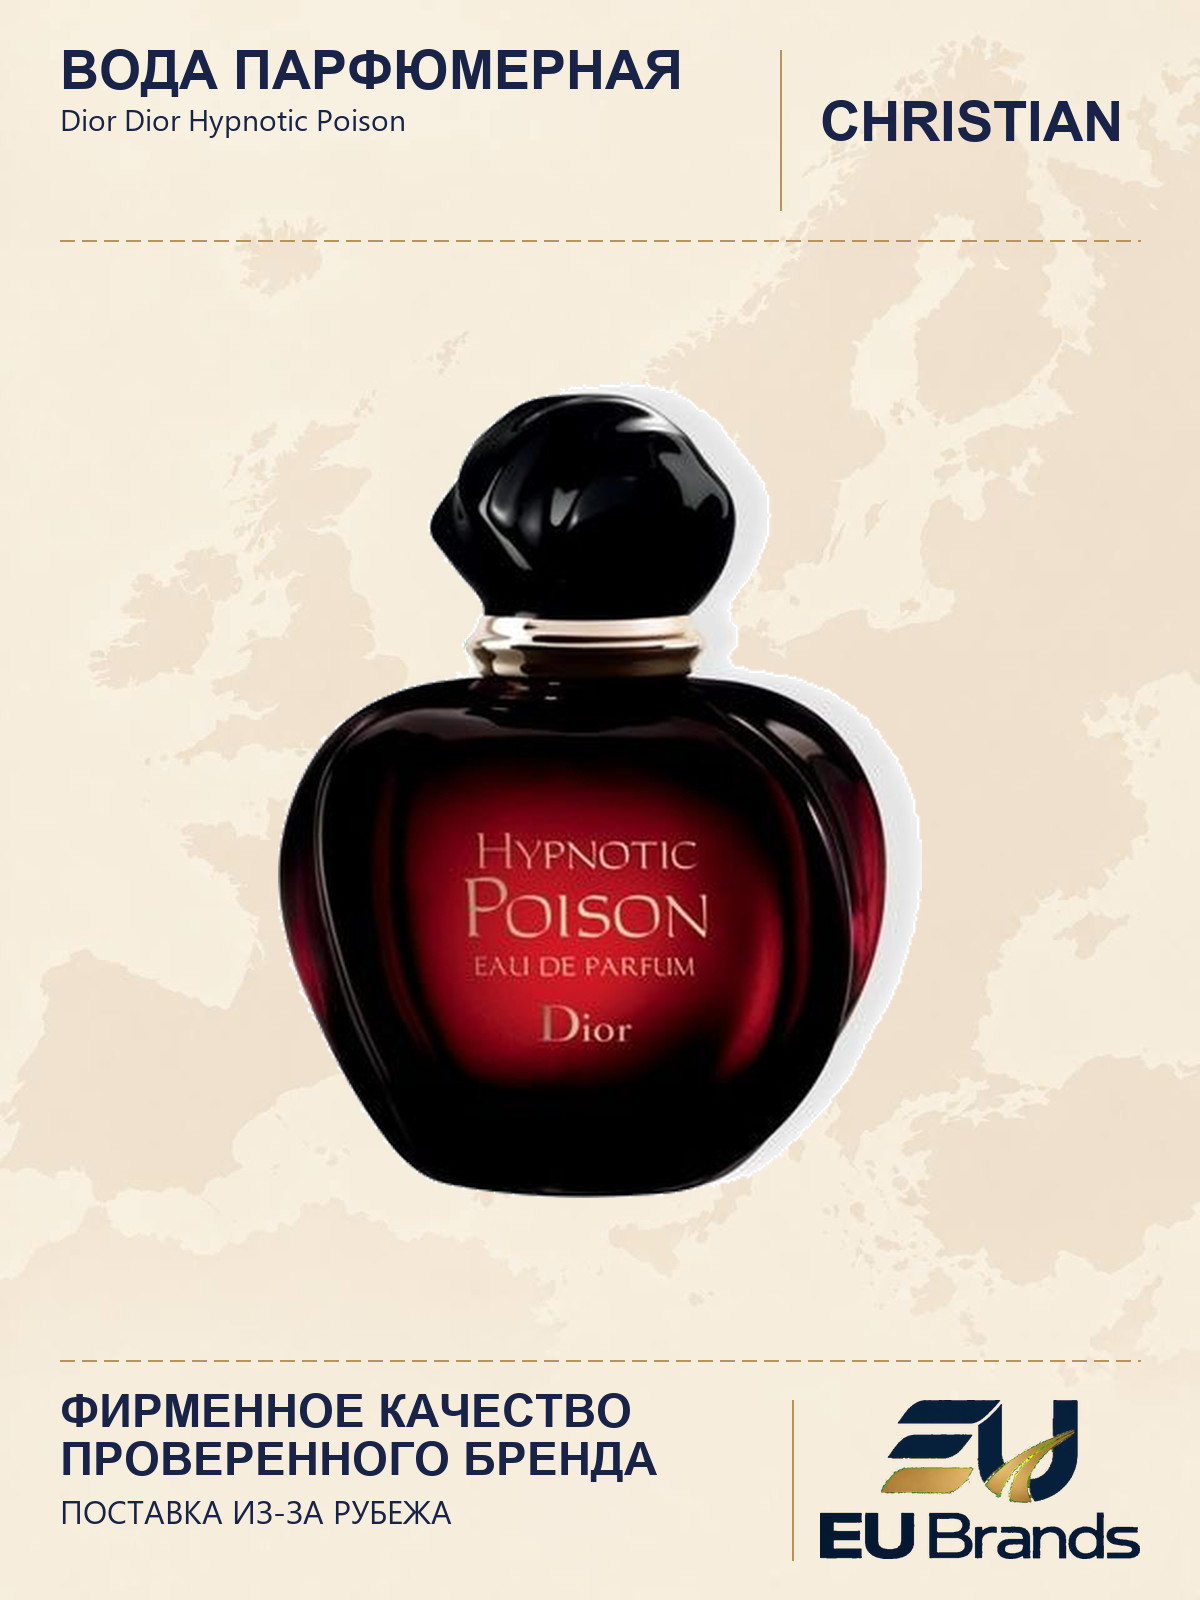 ВОДА ПАРФЮМЕРНАЯ
Dior Dior Hypnotic Poison
CHRISTIAN
HYPNOTIC
POISON
EAU DE PARFUM
Dior
ФИРМЕННОЕ КАЧЕСТВО
ПРОВЕРЕННОГО БРЕНДА
ПОСТАВКА ИЗ-ЗА РУБЕЖА
EU
EU Brands